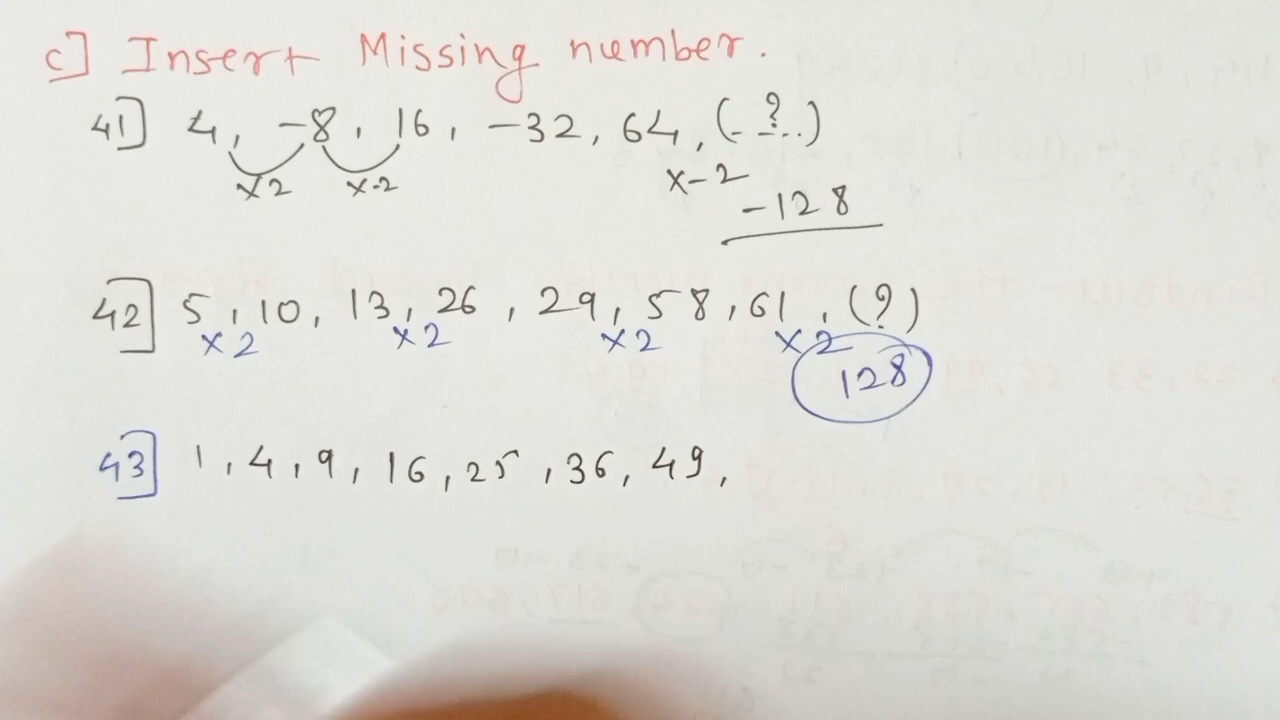 c] Insert Missing number.
41] 4, -8, 16, -32, 64, (--?--)
x2 x-2 x-2
-128
42] 5, 10, 13, 26, 29, 58, 61, (?)
x2 x2 x2 x2
128
43] 1, 4, 9, 16, 25, 36, 49,